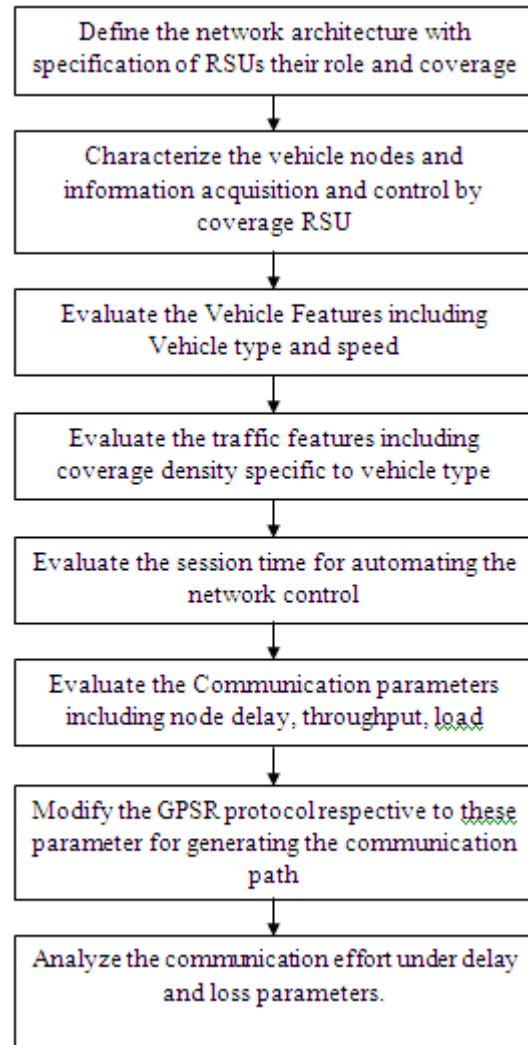 Define the network architecture with
specification of RSUs their role and coverage
Characterize the vehicle nodes and
information acquisition and control by
coverage RSU
Evaluate the Vehicle Features including
Vehicle type and speed
Evaluate the traffic features including
coverage density specific to vehicle type
Evaluate the session time for automating the
network control
Evaluate the Communication parameters
including node delay, throughput, load
Modify the GPSR protocol respective to these
parameter for generating the communication
path
Analyze the communication effort under delay
and loss parameters.